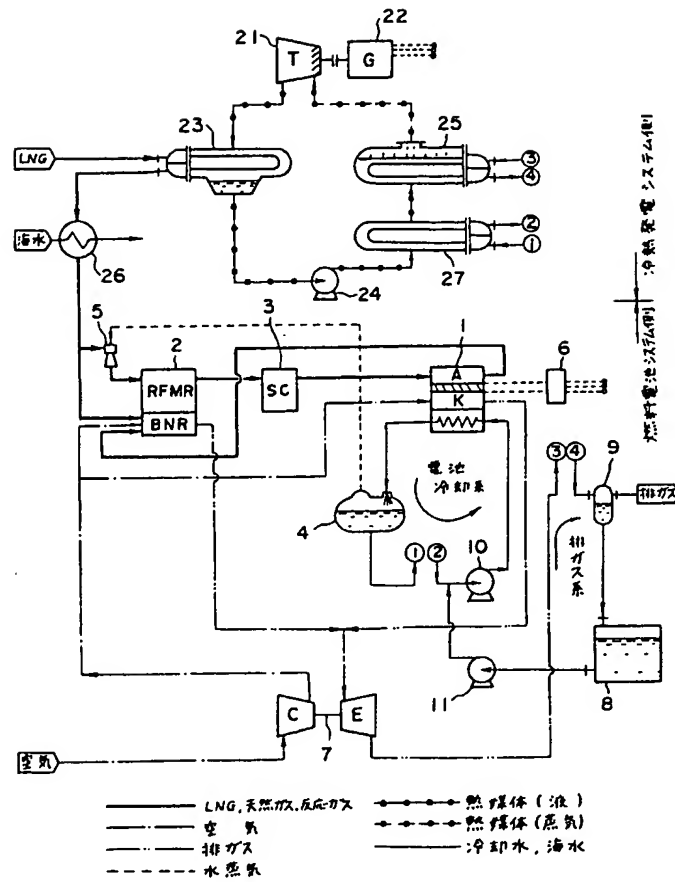 21
22
T
G
23
25
LNG
③
④
②
①
海水
26
27
24
冷熱発電システム側
燃料電池システム側
5
2
3
1
6
RFMR
SC
A
K
BNR
電池
冷却系
③ ④
9
排ガス
排ガス系
4
① ②
10
8
11
C
E
7
空気
LNG,天然ガス,反応ガス
空気
排ガス
水蒸気
熱媒体(液)
熱媒体(蒸気)
冷却水,海水